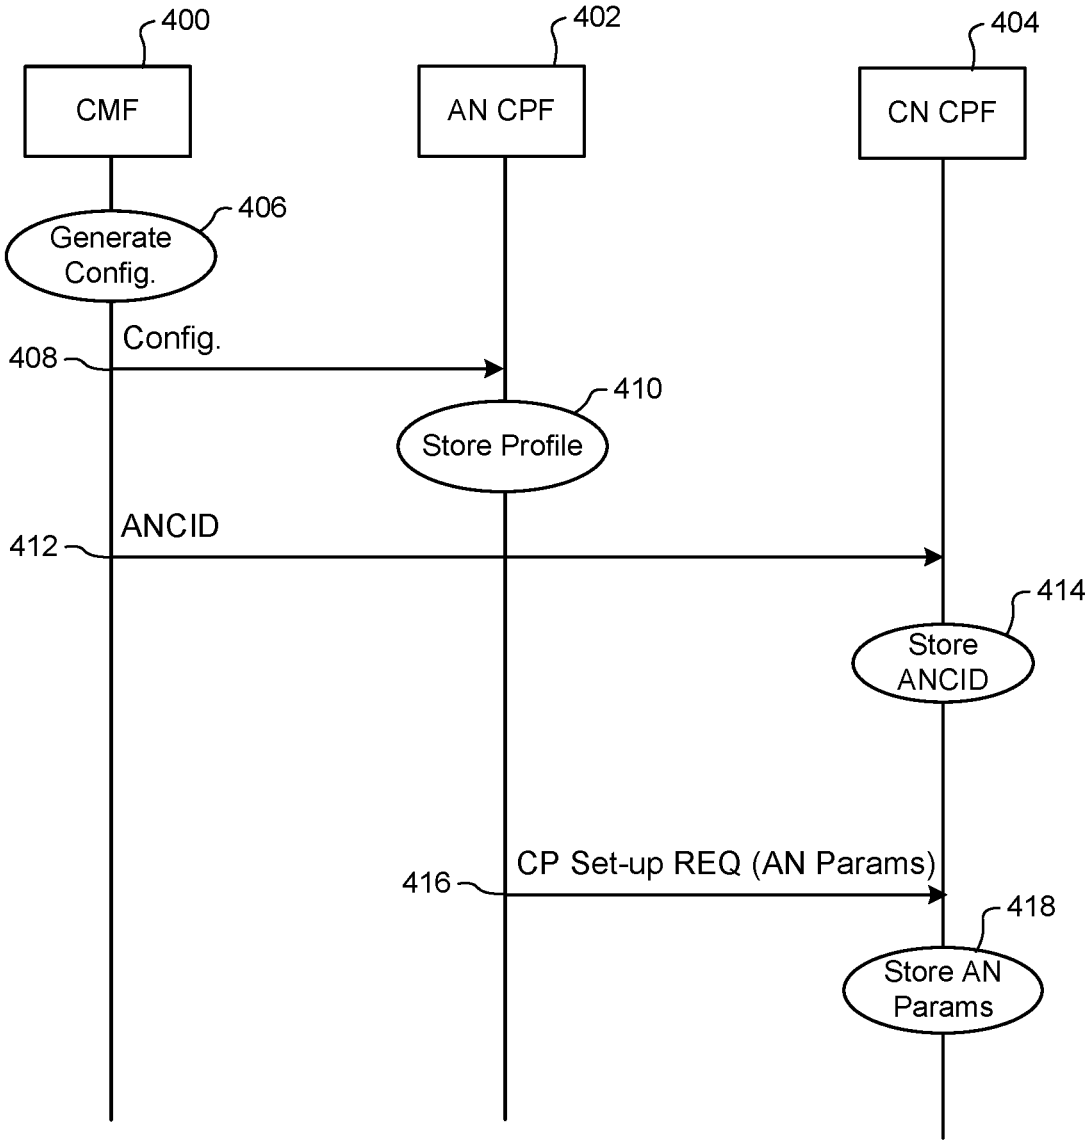 400
402
404
CMF
AN CPF
CN CPF
406
Generate
Config.
Config.
408
410
Store Profile
ANCID
412
414
Store
ANCID
CP Set-up REQ (AN Params)
416
418
Store AN
Params